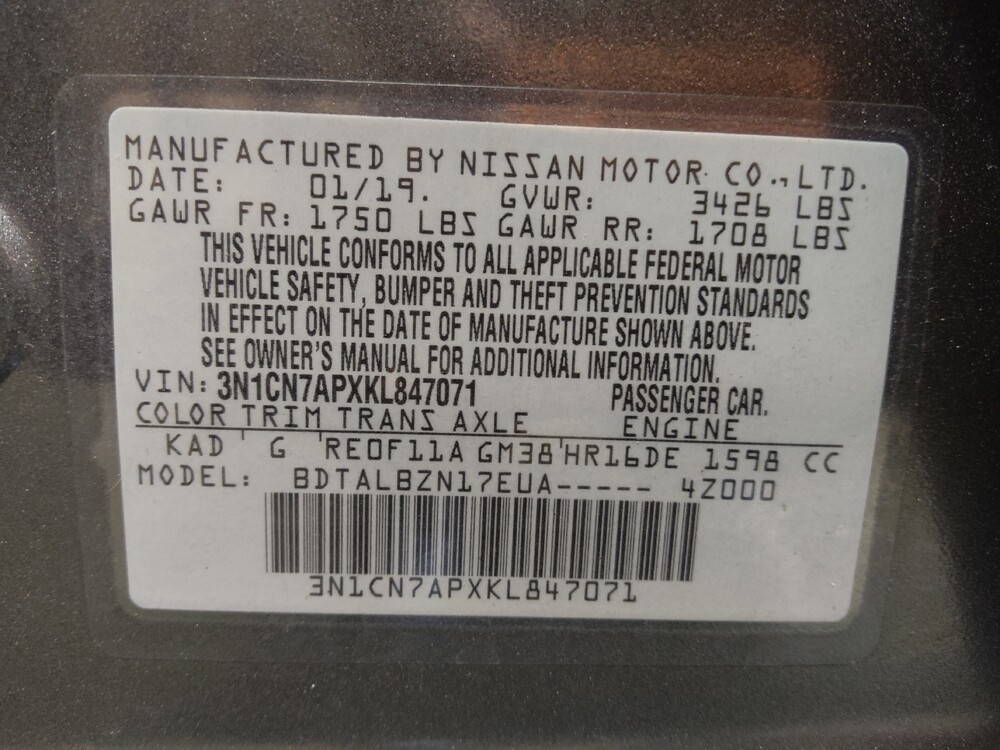 MANUFACTURED BY NISSAN MOTOR CO., LTD.
DATE: 01/19. GVWR: 3426 LBS
GAWR FR: 1750 LBS GAWR RR: 1708 LBS
THIS VEHICLE CONFORMS TO ALL APPLICABLE FEDERAL MOTOR
VEHICLE SAFETY, BUMPER AND THEFT PREVENTION STANDARDS
IN EFFECT ON THE DATE OF MANUFACTURE SHOWN ABOVE.
SEE OWNER'S MANUAL FOR ADDITIONAL INFORMATION.
VIN: 3N1CN7APXKL847071 PASSENGER CAR.
COLOR TRIM TRANS AXLE ENGINE
KAD ' G 'RE0F11A GM38'HR16DE 1598 CC
MODEL: BDTALBZN17EUA----- 4Z000
3N1CN7APXKL847071